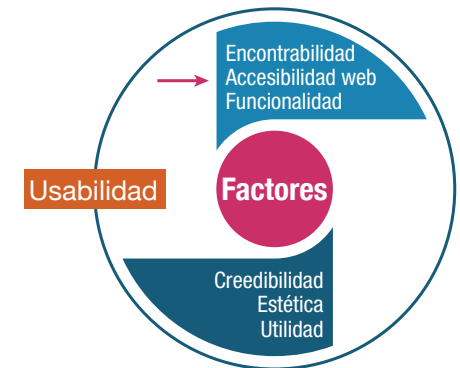 Encontrabilidad
Accesibilidad web
Funcionalidad
Usabilidad
Factores
Creedibilidad
Estética
Utilidad